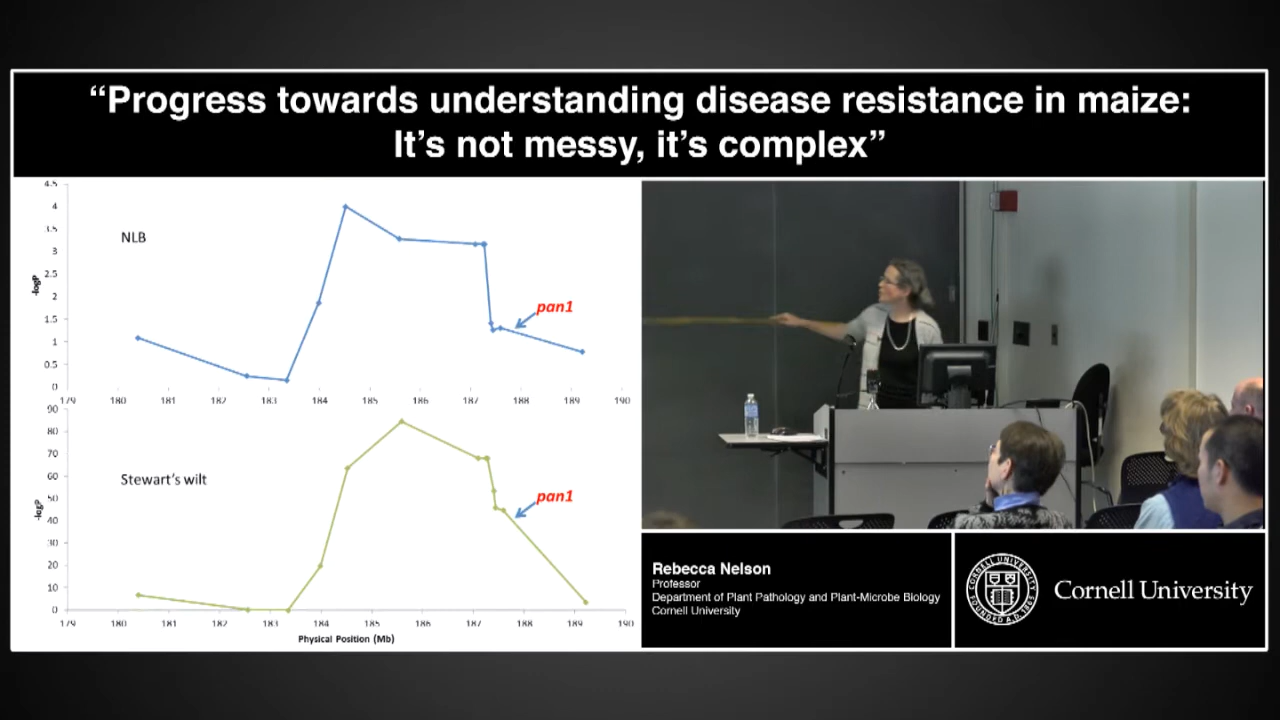 “Progress towards understanding disease resistance in maize:
It’s not messy, it’s complex”
4.5
4
3.5
3
2.5
2
1.5
1
0.5
0
-logP
NLB
pan1
179 180 181 182 183 184 185 186 187 188 189 190
90
80
70
60
50
40
30
20
10
0
-logP
Stewart’s wilt
pan1
179 180 181 182 183 184 185 186 187 188 189 190
Physical Position (Mb)
Rebecca Nelson
Professor
Department of Plant Pathology and Plant-Microbe Biology
Cornell University
Cornell University